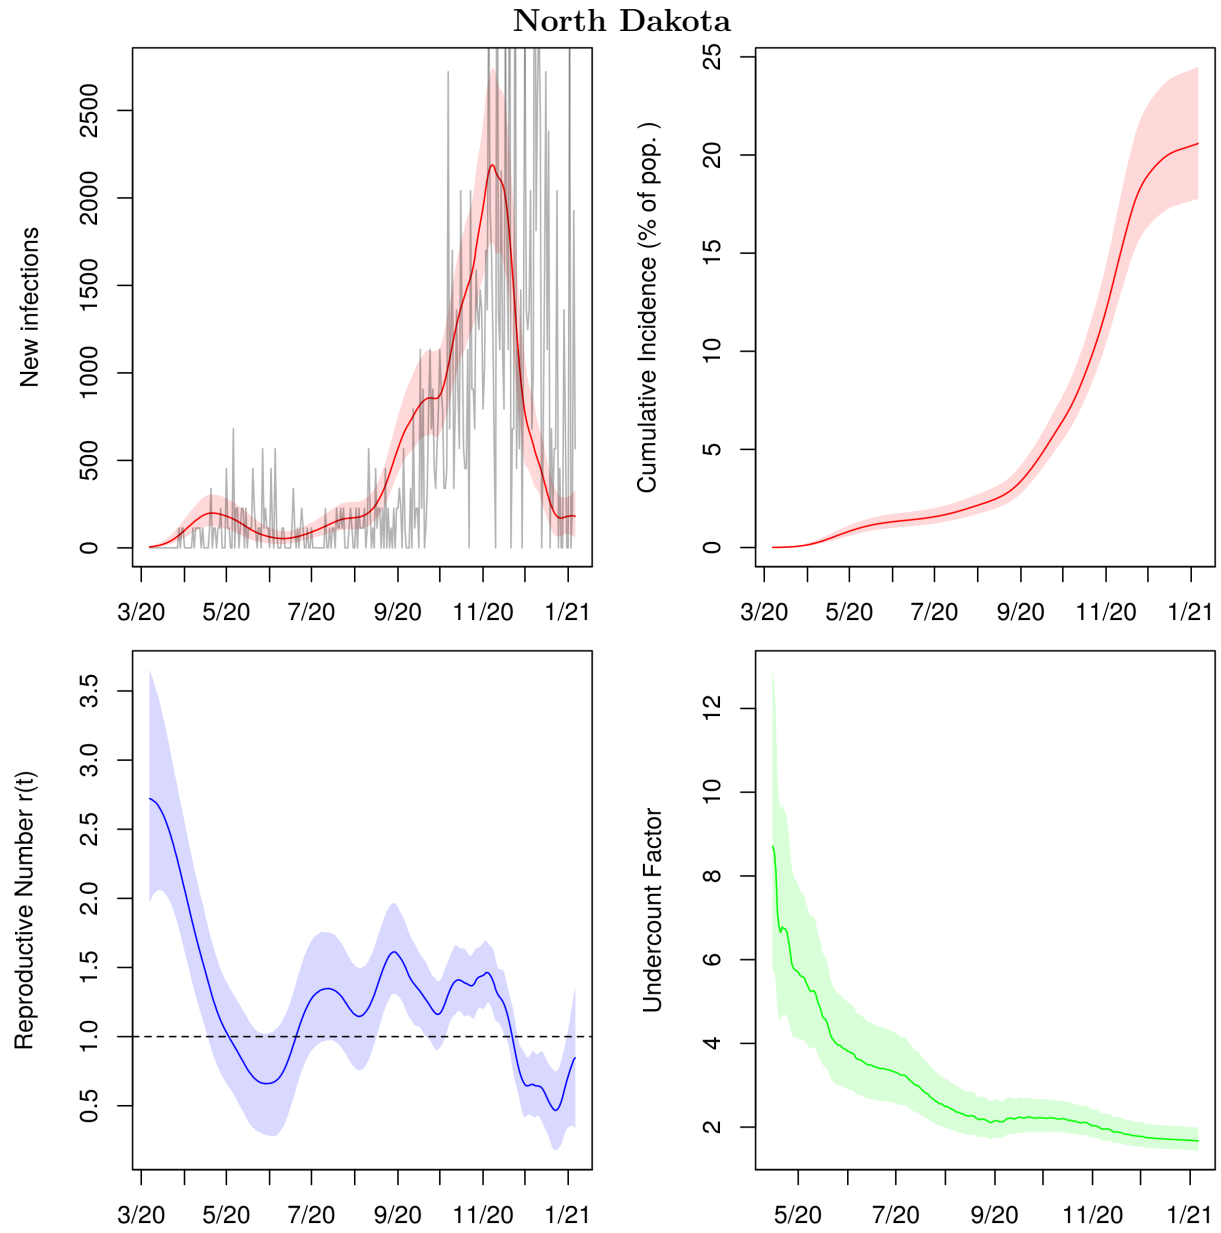 North Dakota
New infections
2500
2000
1500
1000
500
0
3/20 5/20 7/20 9/20 11/20 1/21
Cumulative Incidence (% of pop. )
25
20
15
10
5
0
3/20 5/20 7/20 9/20 11/20 1/21
Reproductive Number r(t)
3.5
3.0
2.5
2.0
1.5
1.0
0.5
3/20 5/20 7/20 9/20 11/20 1/21
Undercount Factor
12
10
8
6
4
2
5/20 7/20 9/20 11/20 1/21